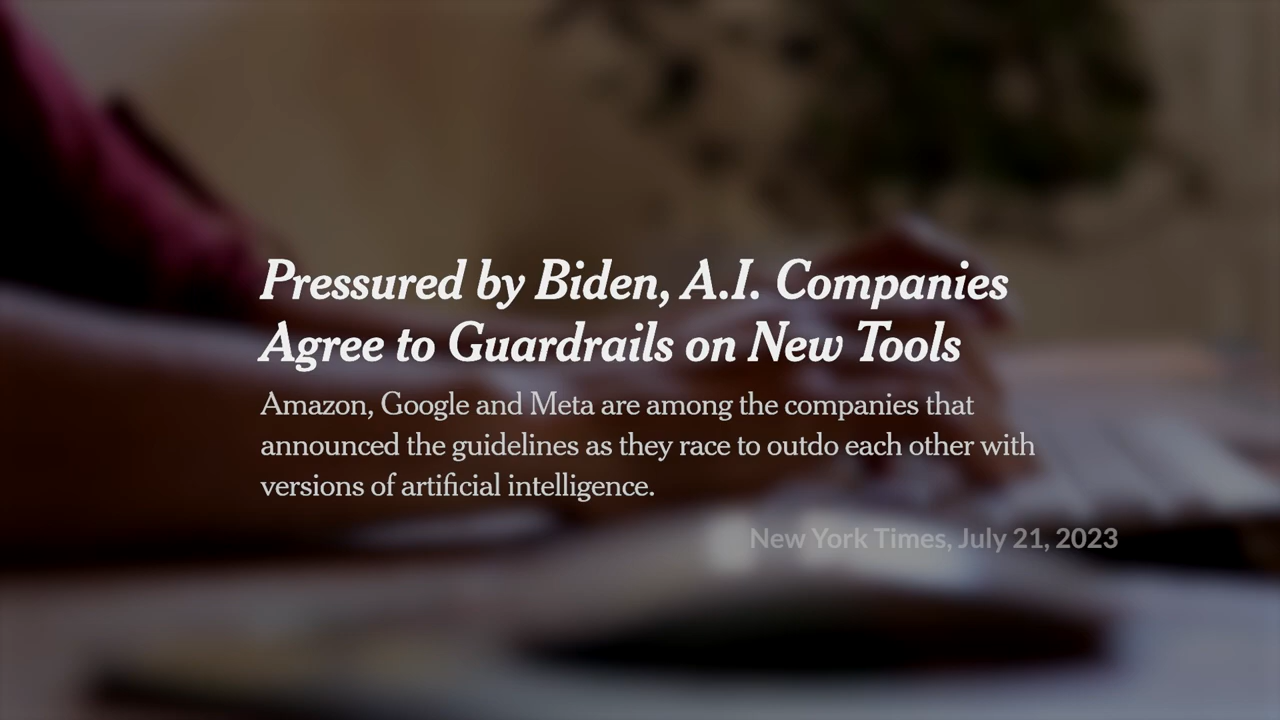 Pressured by Biden, A.I. Companies
Agree to Guardrails on New Tools
Amazon, Google and Meta are among the companies that
announced the guidelines as they race to outdo each other with
versions of artificial intelligence.
New York Times, July 21, 2023